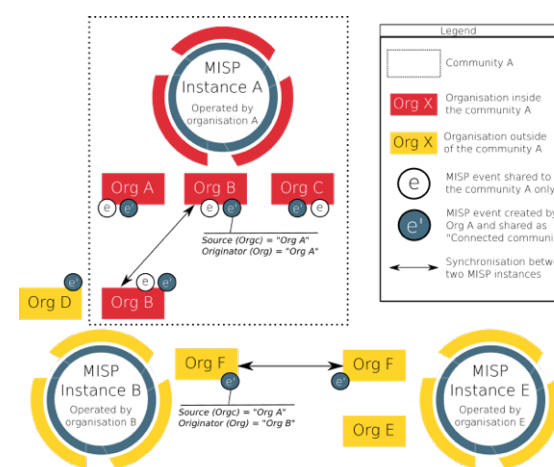 MISP
Instance A
Operated by
organisation A
Org A
Org B
Org C
e
e'
e
e'
e'
e
Source (Orgc) = "Org A"
Originator (Org) = "Org A"
e'
Org D
e
e'
Org B
MISP
Instance B
Operated by
organisation B
Org F
e'
Source (Orgc) = "Org A"
Originator (Org) = "Org B"
Org F
e'
Org E
MISP
Instance E
Operated by
organisation E
Legend
Community A
Org X
Organisation inside
the community A
Org X
Organisation outside
of the community A
e
MISP event shared to
the community A only
e'
MISP event created by
Org A and shared as
"Connected
Synchronisation
two MISP instances